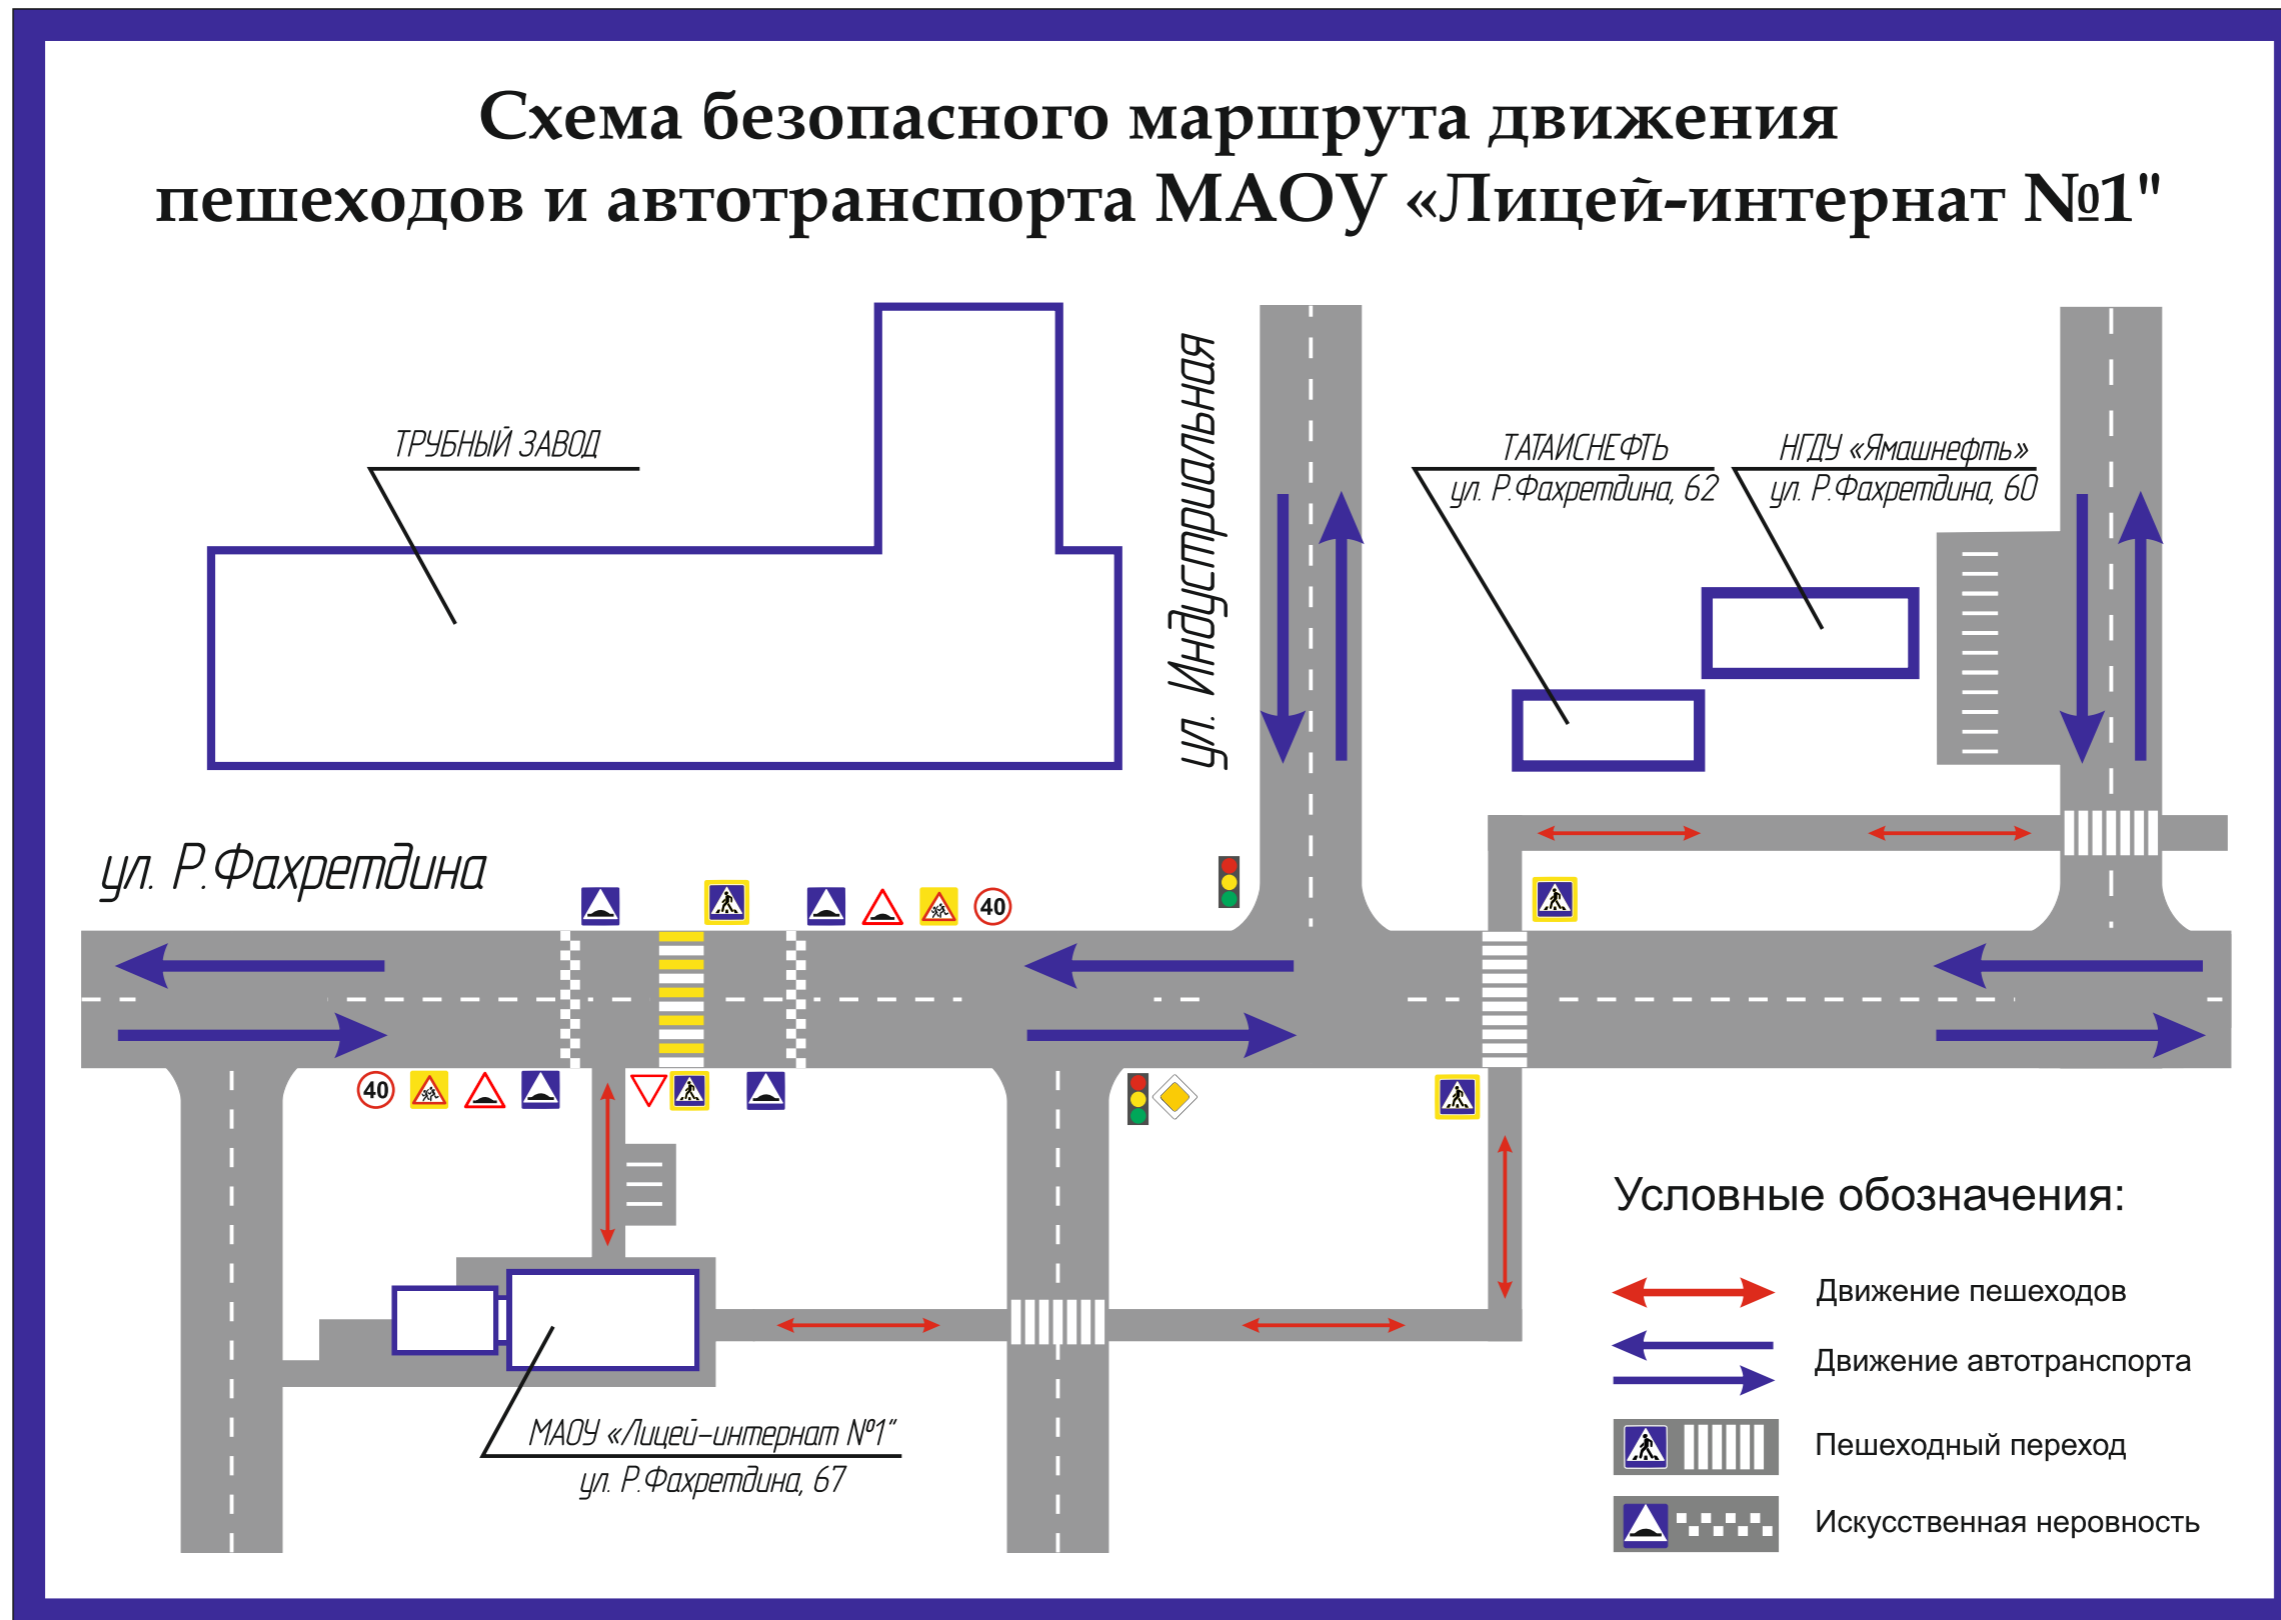 Схема безопасного маршрута движения
пешеходов и автотранспорта МАОУ «Лицей-интернат №1"
ТРУБНЫЙ ЗАВОД
ул. Индустриальная
ТАТАИСНЕФТЬ
ул. Р.Фахретдина, 62
НГДУ «Ямашнефть»
ул. Р.Фахретдина, 60
ул. Р.Фахретдина
40
40
МАОУ «Лицей-интернат №1"
ул. Р.Фахретдина, 67
Условные обозначения:
Движение пешеходов
Движение автотранспорта
Пешеходный переход
Искусственная неровность